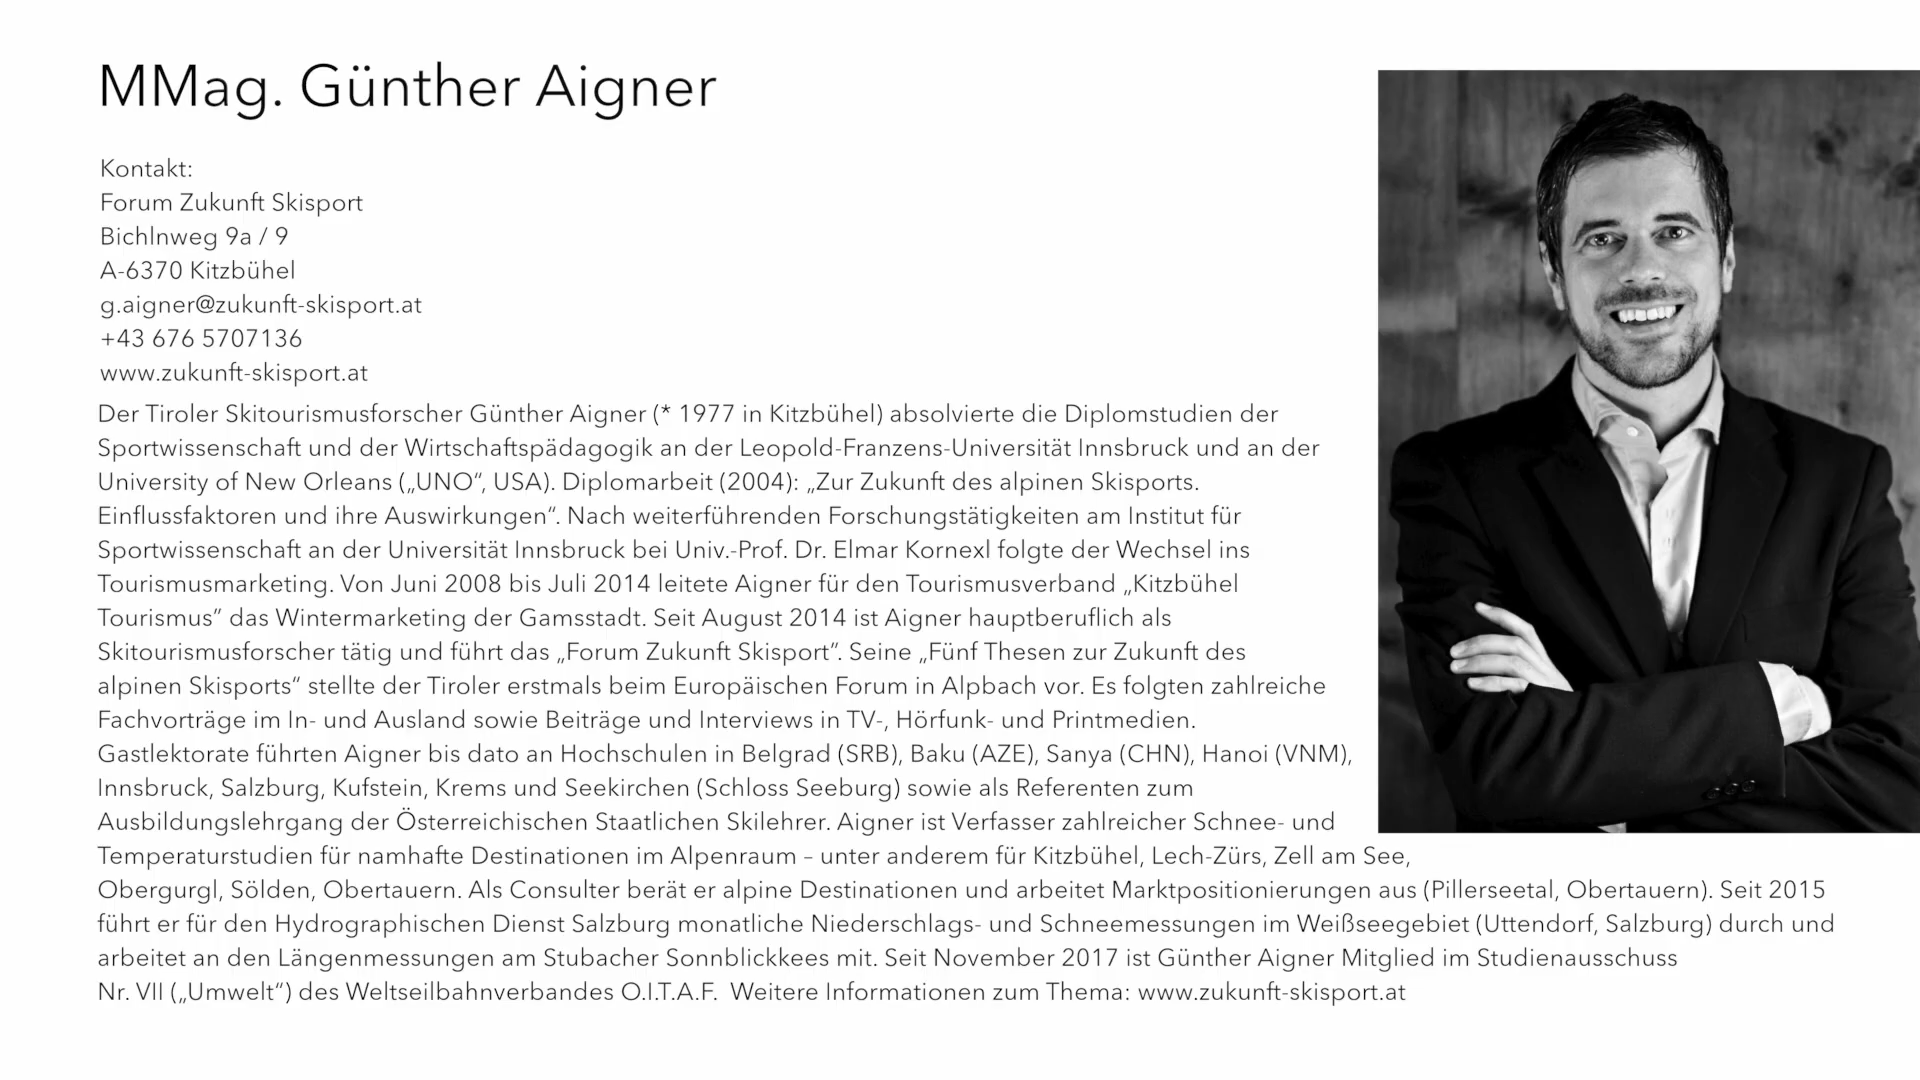 MMag. Günther Aigner
Kontakt:
Forum Zukunft Skisport
Bichlnweg 9a / 9
A-6370 Kitzbühel
g.aigner@zukunft-skisport.at
+43 676 5707136
www.zukunft-skisport.at
Der Tiroler Skitourismusforscher Günther Aigner (* 1977 in Kitzbühel) absolvierte die Diplomstudien der
Sportwissenschaft und der Wirtschaftspädagogik an der Leopold-Franzens-Universität Innsbruck und an der
University of New Orleans („UNO“, USA). Diplomarbeit (2004): „Zur Zukunft des alpinen Skisports.
Einflussfaktoren und ihre Auswirkungen“. Nach weiterführenden Forschungstätigkeiten am Institut für
Sportwissenschaft an der Universität Innsbruck bei Univ.-Prof. Dr. Elmar Kornexl folgte der Wechsel ins
Tourismusmarketing. Von Juni 2008 bis Juli 2014 leitete Aigner für den Tourismusverband „Kitzbühel
Tourismus” das Wintermarketing der Gamsstadt. Seit August 2014 ist Aigner hauptberuflich als
Skitourismusforscher tätig und führt das „Forum Zukunft Skisport”. Seine „Fünf Thesen zur Zukunft des
alpinen Skisports“ stellte der Tiroler erstmals beim Europäischen Forum in Alpbach vor. Es folgten zahlreiche
Fachvorträge im In- und Ausland sowie Beiträge und Interviews in TV-, Hörfunk- und Printmedien.
Gastlektorate führten Aigner bis dato an Hochschulen in Belgrad (SRB), Baku (AZE), Sanya (CHN), Hanoi (VNM),
Innsbruck, Salzburg, Kufstein, Krems und Seekirchen (Schloss Seeburg) sowie als Referenten zum
Ausbildungslehrgang der Österreichischen Staatlichen Skilehrer. Aigner ist Verfasser zahlreicher Schnee- und
Temperaturstudien für namhafte Destinationen im Alpenraum – unter anderem für Kitzbühel, Lech-Zürs, Zell am See,
Obergurgl, Sölden, Obertauern. Als Consulter berät er alpine Destinationen und arbeitet Marktpositionierungen aus (Pillerseetal, Obertauern). Seit 2015
führt er für den Hydrographischen Dienst Salzburg monatliche Niederschlags- und Schneemessungen im Weißseegebiet (Uttendorf, Salzburg) durch und
arbeitet an den Längenmessungen am Stubacher Sonnblickkees mit. Seit November 2017 ist Günther Aigner Mitglied im Studienausschuss
Nr. VII („Umwelt“) des Weltseilbahnverbandes O.I.T.A.F.  Weitere Informationen zum Thema: www.zukunft-skisport.at